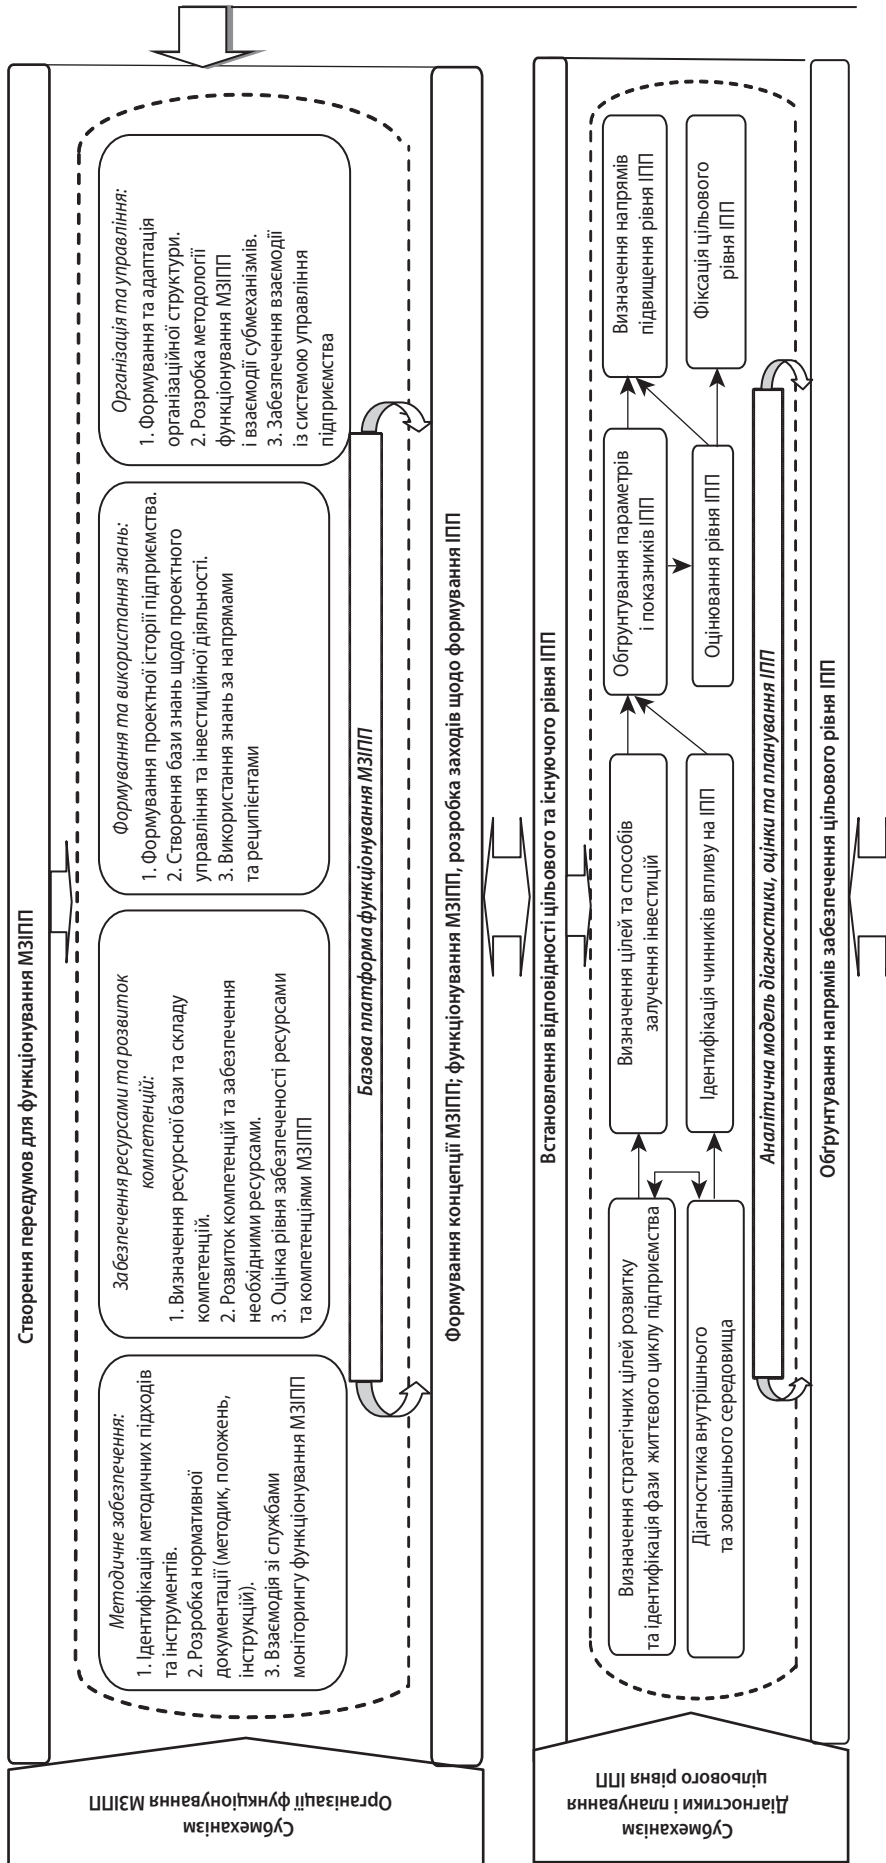 Створення передумов для функціонування МЗІПП
Субмеханізм
Організації функціонування МЗІПП
Методичне забезпечення:
1. Ідентифікація методичних підходів
та інструментів.
2. Розробка нормативної
документації (методик, положень,
інструкцій).
3. Взаємодія зі службами
моніторингу функціонування МЗІПП
Забезпечення ресурсами та розвиток
компетенцій:
1. Визначення ресурсної бази та складу
компетенцій.
2. Розвиток компетенцій та забезпечення
необхідними ресурсами.
3. Оцінка рівня забезпеченості ресурсами
та компетенціями МЗІПП
Формування та використання знань:
1. Формування проектної історії підприємства.
2. Створення бази знань щодо проектного
управління та інвестиційної діяльності.
3. Використання знань за напрямами
та реципієнтами
Організація та управління:
1. Формування та адаптація
організаційної структури.
2. Розробка методології
функціонування МЗІПП
і взаємодії субмеханізмів.
3. Забезпечення взаємодії
із системою управління
підприємства
Базова платформа функціонування МЗІПП
Формування концепції МЗІПП; функціонування МЗІПП, розробка заходів щодо формування ІПП
Встановлення відповідності цільового та існуючого рівня ІПП
Субмеханізм
Діагностики і планування
цільового рівня ІПП
Визначення стратегічних цілей розвитку
та ідентифікація фази життєвого циклу підприємства
Діагностика внутрішнього
та зовнішнього середовища
Визначення цілей та способів
залучення інвестицій
Ідентифікація чинників впливу на ІПП
Обґрунтування параметрів
і показників ІПП
Оцінювання рівня ІПП
Визначення напрямів
підвищення рівня ІПП
Фіксація цільового
рівня ІПП
Аналітична модель діагностики, оцінки та планування ІПП
Обґрунтування напрямів забезпечення цільового рівня ІПП